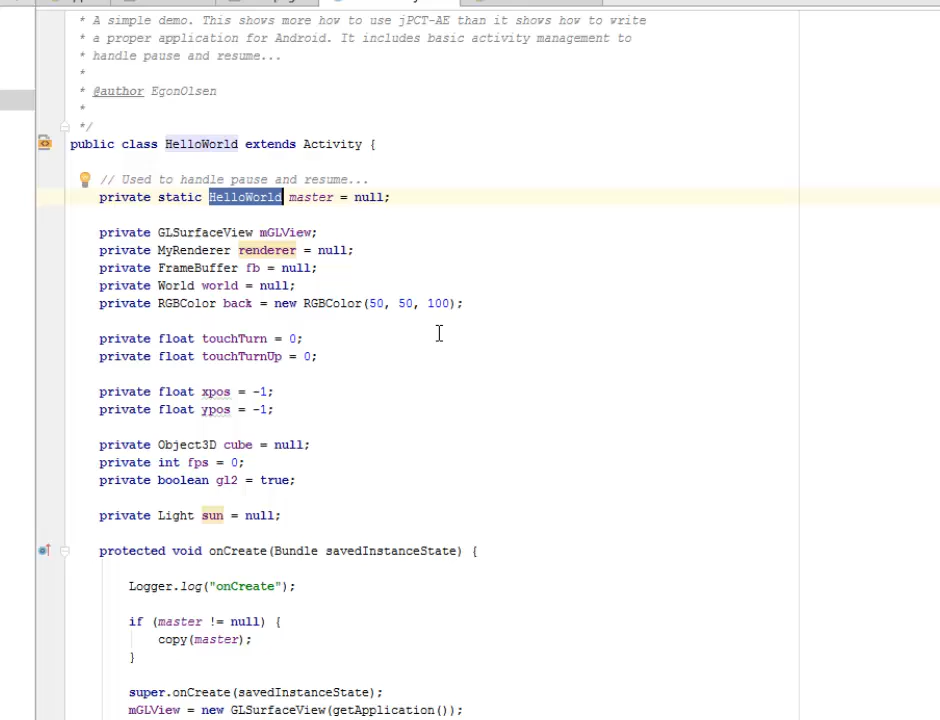 * A simple demo. This shows more how to use jPCT-AE than it shows how to write
* a proper application for Android. It includes basic activity management to
* handle pause and resume...
*
* @author EgonOlsen
*
*/
public class HelloWorld extends Activity {
// Used to handle pause and resume...
private static HelloWorld master = null;
private GLSurfaceView mGLView;
private MyRenderer renderer = null;
private FrameBuffer fb = null;
private World world = null;
private RGBColor back = new RGBColor(50, 50, 100);
private float touchTurn = 0;
private float touchTurnUp = 0;
private float xpos = -1;
private float ypos = -1;
private Object3D cube = null;
private int fps = 0;
private boolean gl2 = true;
private Light sun = null;
protected void onCreate(Bundle savedInstanceState) {
Logger.log("onCreate");
if (master != null) {
copy(master);
}
super.onCreate(savedInstanceState);
mGLView = new GLSurfaceView(getApplication());